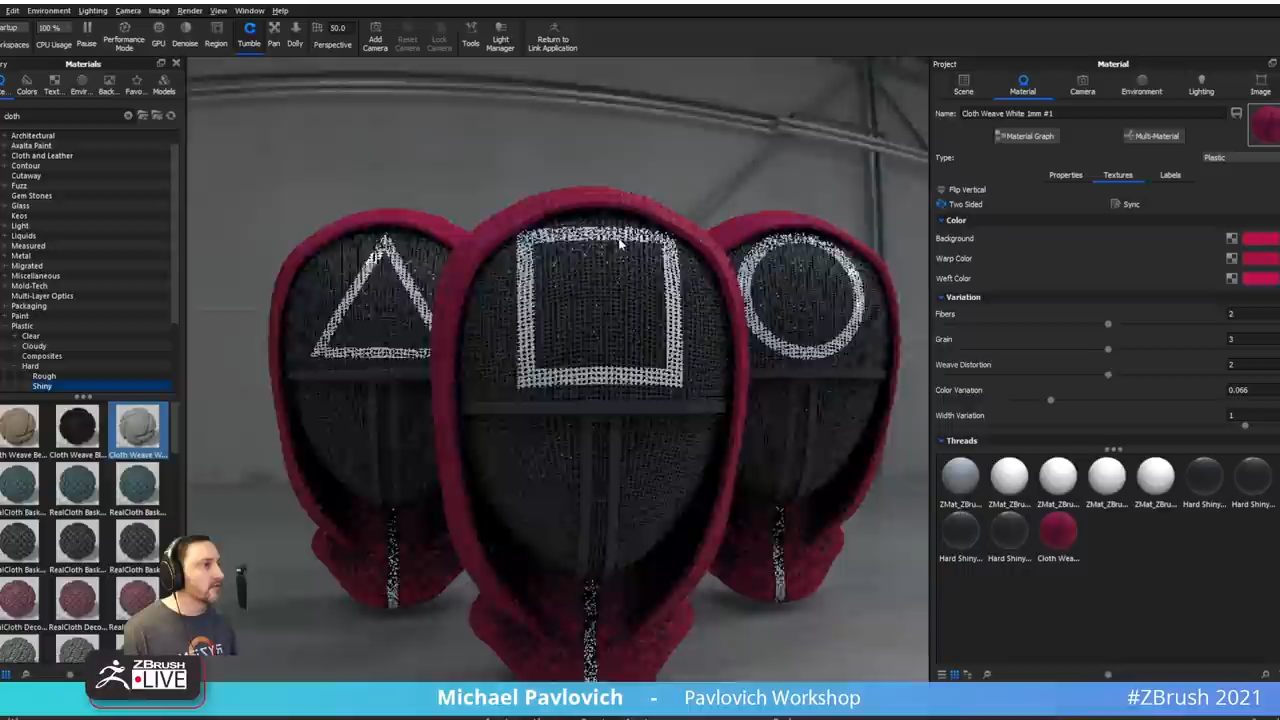 Edit Environment Lighting Camera Image Render View Window Help
100 % 50.0
CPU Usage Pause Performance Mode GPU Denoise Region Tumble Pan Dolly Perspective Add Camera Reset Camera Lock Camera Tools Light Manager Return to Link Application
Materials
Colors Text... Envir... Back... Favo... Models
cloth
Architectural
Axalta Paint
Cloth and Leather
Contour
Cutaway
Fuzz
Gem Stones
Glass
Keos
Light
Liquids
Measured
Metal
Migrated
Miscellaneous
Mold-Tech
Multi-Layer Optics
Packaging
Paint
Plastic
Clear
Cloudy
Composites
Hard
Rough
Shiny
th Weave Be... Cloth Weave Bl... Cloth Weave W...
RealCloth Bask... RealCloth Bask...
RealCloth Bask...
RealCloth Deco...
Project Material
Scene Material Camera Environment Lighting Image
Name: Cloth Weave White 1mm #1
Material Graph Multi-Material
Type: Plastic
Properties Textures Labels
Flip Vertical
Two Sided Sync
Color
Background
Warp Color
Weft Color
Variation
Fibers 2
Grain 3
Weave Distortion 2
Color Variation 0.066
Width Variation 1
Threads
ZMat_ZBru... ZMat_ZBru... ZMat_ZBru... ZMat_ZBru... ZMat_ZBru... Hard Shiny... Hard Shiny...
Hard Shiny... Hard Shiny... Cloth Wea...
ZBRUSH
LIVE
Michael Pavlovich - Pavlovich Workshop #ZBrush 2021